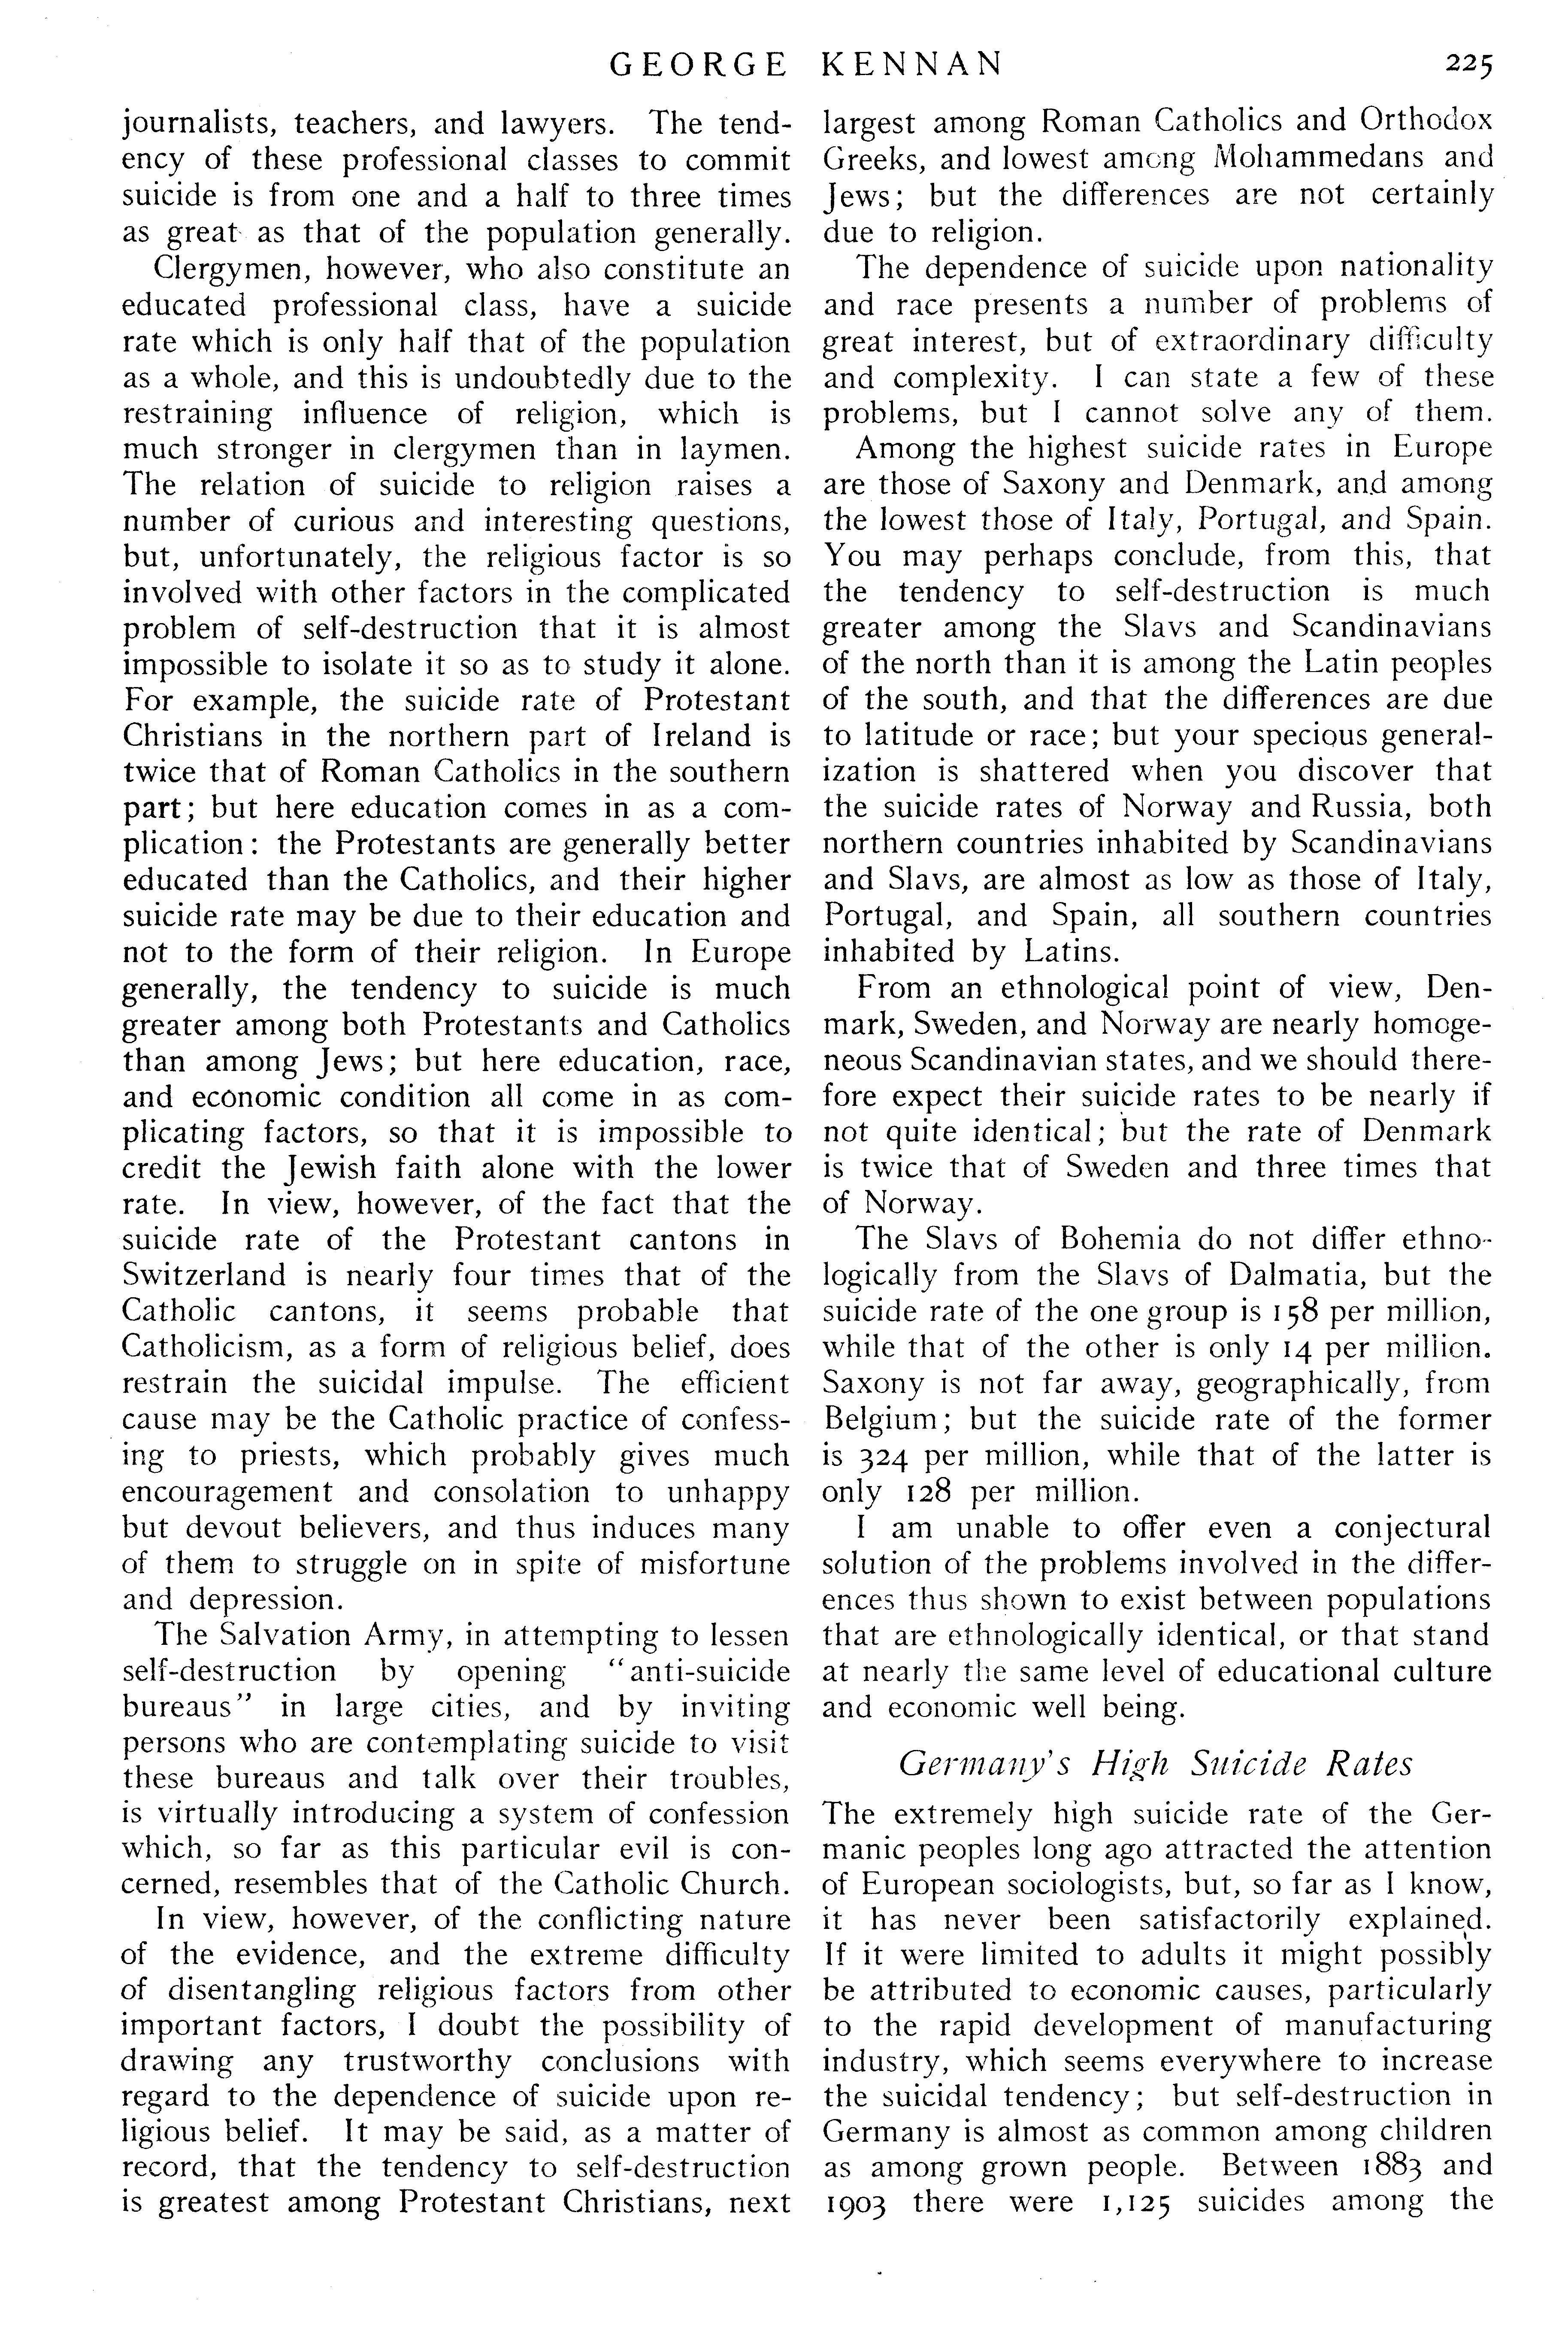 GEORGE KENNAN 225
journalists, teachers, and lawyers. The tend-
ency of these professional classes to commit
suicide is from one and a half to three times
as great as that of the population generally.
Clergymen, however, who also constitute an
educated professional class, have a suicide
rate which is only half that of the population
as a whole, and this is undoubtedly due to the
restraining influence of religion, which is
much stronger in clergymen than in laymen.
The relation of suicide to religion raises a
number of curious and interesting questions,
but, unfortunately, the religious factor is so
involved with other factors in the complicated
problem of self-destruction that it is almost
impossible to isolate it so as to study it alone.
For example, the suicide rate of Protestant
Christians in the northern part of Ireland is
twice that of Roman Catholics in the southern
part; but here education comes in as a com-
plication: the Protestants are generally better
educated than the Catholics, and their higher
suicide rate may be due to their education and
not to the form of their religion. In Europe
generally, the tendency to suicide is much
greater among both Protestants and Catholics
than among Jews; but here education, race,
and economic condition all come in as com-
plicating factors, so that it is impossible to
credit the Jewish faith alone with the lower
rate. In view, however, of the fact that the
suicide rate of the Protestant cantons in
Switzerland is nearly four times that of the
Catholic cantons, it seems probable that
Catholicism, as a form of religious belief, does
restrain the suicidal impulse. The efficient
cause may be the Catholic practice of confess-
ing to priests, which probably gives much
encouragement and consolation to unhappy
but devout believers, and thus induces many
of them to struggle on in spite of misfortune
and depression.
The Salvation Army, in attempting to lessen
self-destruction by opening "anti-suicide
bureaus" in large cities, and by inviting
persons who are contemplating suicide to visit
these bureaus and talk over their troubles,
is virtually introducing a system of confession
which, so far as this particular evil is con-
cerned, resembles that of the Catholic Church.
In view, however, of the conflicting nature
of the evidence, and the extreme difficulty
of disentangling religious factors from other
important factors, I doubt the possibility of
drawing any trustworthy conclusions with
regard to the dependence of suicide upon re-
ligious belief. It may be said, as a matter of
record, that the tendency to self-destruction
is greatest among Protestant Christians, next
largest among Roman Catholics and Orthodox
Greeks, and lowest among Mohammedans and
Jews; but the differences are not certainly
due to religion.
The dependence of suicide upon nationality
and race presents a number of problems of
great interest, but of extraordinary difficulty
and complexity. I can state a few of these
problems, but I cannot solve any of them.
Among the highest suicide rates in Europe
are those of Saxony and Denmark, and among
the lowest those of Italy, Portugal, and Spain.
You may perhaps conclude, from this, that
the tendency to self-destruction is much
greater among the Slavs and Scandinavians
of the north than it is among the Latin peoples
of the south, and that the differences are due
to latitude or race; but your specious general-
ization is shattered when you discover that
the suicide rates of Norway and Russia, both
northern countries inhabited by Scandinavians
and Slavs, are almost as low as those of Italy,
Portugal, and Spain, all southern countries
inhabited by Latins.
From an ethnological point of view, Den-
mark, Sweden, and Norway are nearly homoge-
neous Scandinavian states, and we should there-
fore expect their suicide rates to be nearly if
not quite identical; but the rate of Denmark
is twice that of Sweden and three times that
of Norway.
The Slavs of Bohemia do not differ ethno-
logically from the Slavs of Dalmatia, but the
suicide rate of the one group is 158 per million,
while that of the other is only 14 per million.
Saxony is not far away, geographically, from
Belgium; but the suicide rate of the former
is 324 per million, while that of the latter is
only 128 per million.
I am unable to offer even a conjectural
solution of the problems involved in the differ-
ences thus shown to exist between populations
that are ethnologically identical, or that stand
at nearly the same level of educational culture
and economic well being.
Germany's High Suicide Rates
The extremely high suicide rate of the Ger-
manic peoples long ago attracted the attention
of European sociologists, but, so far as I know,
it has never been satisfactorily explained.
If it were limited to adults it might possibly
be attributed to economic causes, particularly
to the rapid development of manufacturing
industry, which seems everywhere to increase
the suicidal tendency; but self-destruction in
Germany is almost as common among children
as among grown people. Between 1883 and
1903 there were 1,125 suicides among the